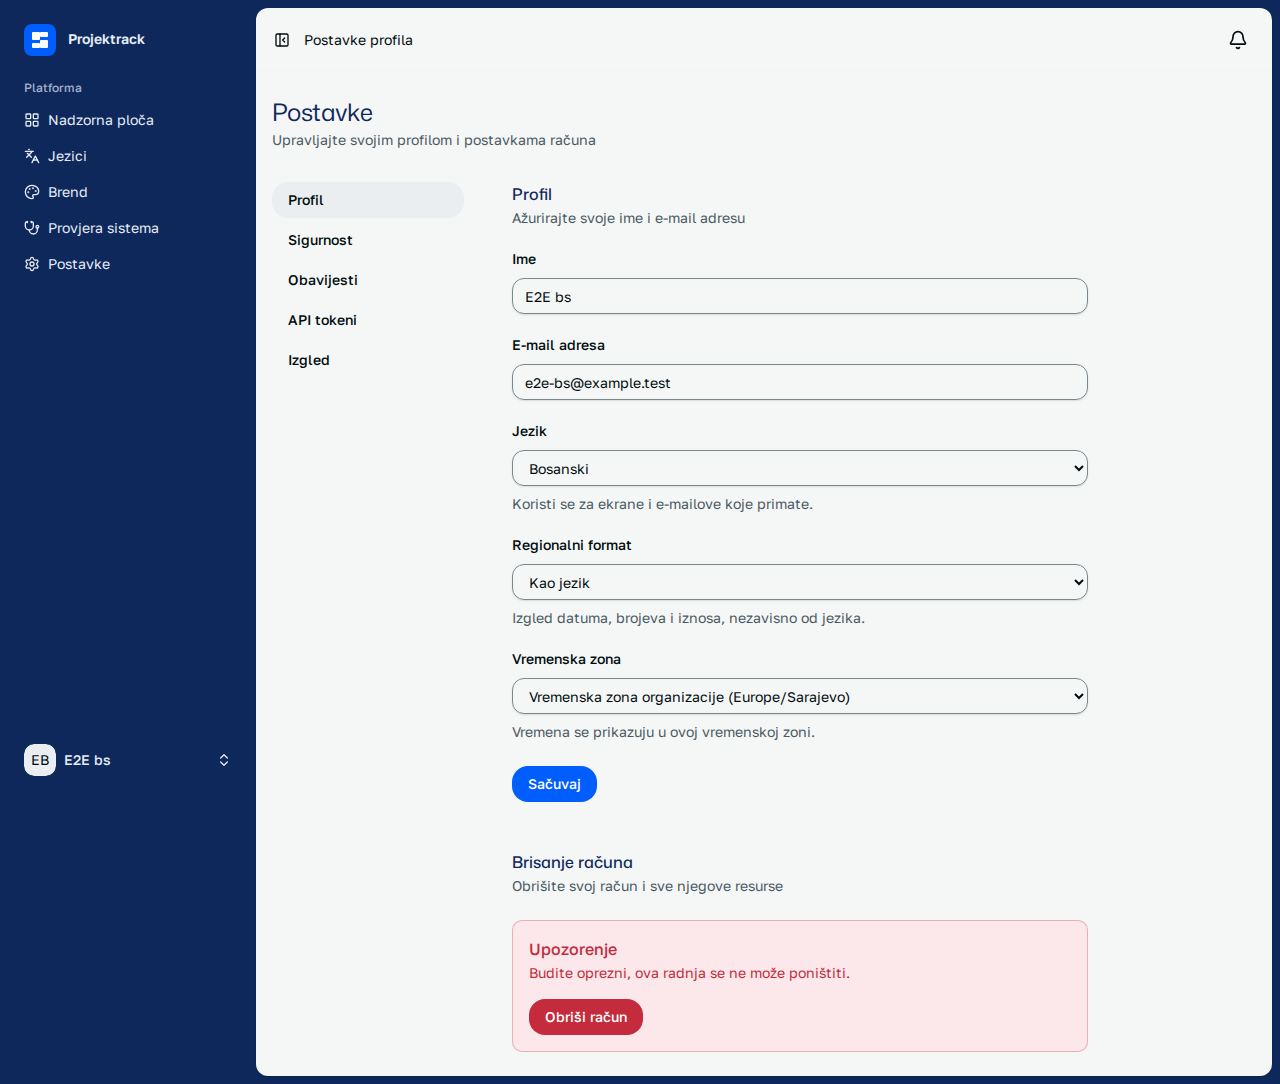 Projektrack
Platforma
Nadzorna ploča
Jezici
Brend
Provjera sistema
Postavke
EB
E2E bs
Postavke profila
Postavke
Upravljajte svojim profilom i postavkama računa
Profil
Sigurnost
Obavijesti
API tokeni
Izgled
Profil
Ažurirajte svoje ime i e-mail adresu
Ime
E2E bs
E-mail adresa
e2e-bs@example.test
Jezik
Bosanski
Koristi se za ekrane i e-mailove koje primate.
Regionalni format
Kao jezik
Izgled datuma, brojeva i iznosa, nezavisno od jezika.
Vremenska zona
Vremenska zona organizacije (Europe/Sarajevo)
Vremena se prikazuju u ovoj vremenskoj zoni.
Sačuvaj
Brisanje računa
Obrišite svoj račun i sve njegove resurse
Upozorenje
Budite oprezni, ova radnja se ne može poništiti.
Obriši račun